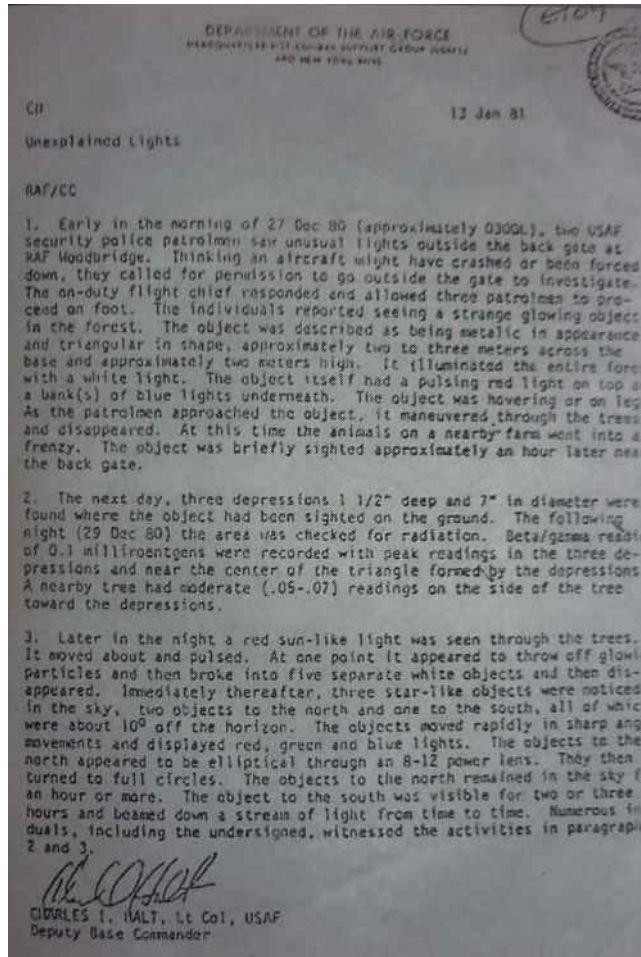 DEPARTMENT OF THE AIR FORCE
HEADQUARTERS 81ST COMBAT SUPPORT GROUP (USAFE)
APO NEW YORK 09755
CD
13 Jan 81
Unexplained Lights
RAF/CC
1. Early in the morning of 27 Dec 80 (approximately 0300L), two USAF
security police patrolmen saw unusual lights outside the back gate at
RAF Woodbridge. Thinking an aircraft might have crashed or been forced
down, they called for permission to go outside the gate to investigate.
The on-duty flight chief responded and allowed three patrolmen to pro-
ceed on foot. The individuals reported seeing a strange glowing object
in the forest. The object was described as being metalic in appearance
and triangular in shape, approximately two to three meters across the
base and approximately two meters high. It illuminated the entire fore
with a white light. The object itself had a pulsing red light on top a
a bank(s) of blue lights underneath. The object was hovering or on leg
As the patrolmen approached the object, it maneuvered through the trees
and disappeared. At this time the animals on a nearby farm went into a
frenzy. The object was briefly sighted approximately an hour later nea
the back gate.
2. The next day, three depressions 1 1/2" deep and 7" in diameter were
found where the object had been sighted on the ground. The following
night (29 Dec 80) the area was checked for radiation. Beta/gamma readi
of 0.1 milliroentgens were recorded with peak readings in the three de-
pressions and near the center of the triangle formed by the depressions
A nearby tree had moderate (.05-.07) readings on the side of the tree
toward the depressions.
3. Later in the night a red sun-like light was seen through the trees.
It moved about and pulsed. At one point it appeared to throw off glowi
particles and then broke into five separate white objects and then dis-
appeared. Immediately thereafter, three star-like objects were noticed
in the sky, two objects to the north and one to the south, all of whic
were about 10° off the horizon. The objects moved rapidly in sharp ang
movements and displayed red, green and blue lights. The objects to the
north appeared to be elliptical through an 8-12 power lens. They then
turned to full circles. The objects to the north remained in the sky f
an hour or more. The object to the south was visible for two or three
hours and beamed down a stream of light from time to time. Numerous in
duals, including the undersigned, witnessed the activities in paragraph
2 and 3.
CHARLES I. HALT, Lt Col, USAF
Deputy Base Commander